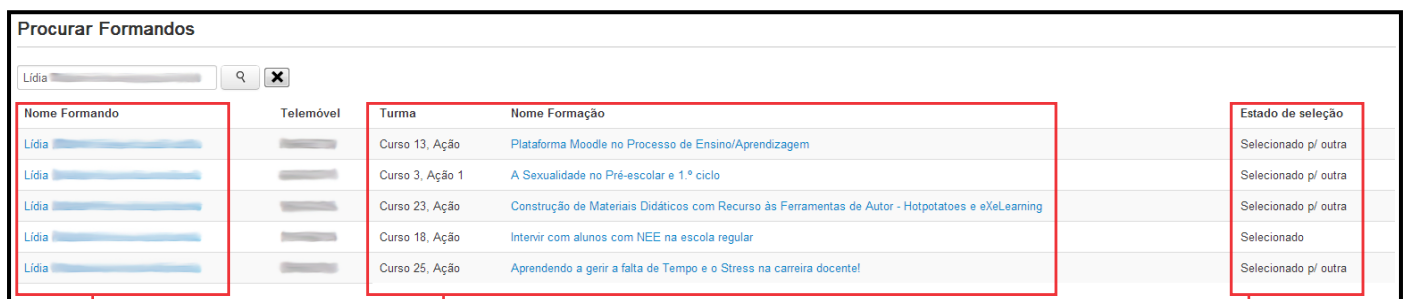 Procurar Formandos
Lídia
Nome Formando Telemóvel Turma Nome Formação Estado de seleção
Lídia Curso 13, Ação Plataforma Moodle no Processo de Ensino/Aprendizagem Selecionado p/ outra
Lídia Curso 3, Ação 1 A Sexualidade no Pré-escolar e 1.º ciclo Selecionado p/ outra
Lídia Curso 23, Ação Construção de Materiais Didáticos com Recurso às Ferramentas de Autor - Hotpotatoes e eXeLearning Selecionado p/ outra
Lídia Curso 18, Ação Intervir com alunos com NEE na escola regular Selecionado
Lídia Curso 25, Ação Aprendendo a gerir a falta de Tempo e o Stress na carreira docente! Selecionado p/ outra